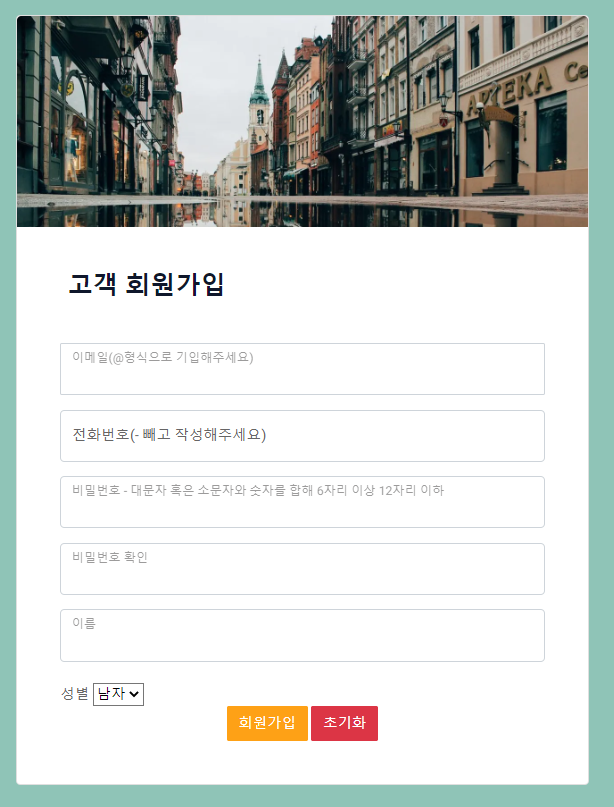 APTEKA Ce
고객 회원가입
이메일(@형식으로 기입해주세요)
전화번호(- 빼고 작성해주세요)
비밀번호 - 대문자 혹은 소문자와 숫자를 합해 6자리 이상 12자리 이하
비밀번호 확인
이름
성별 남자
회원가입 초기화